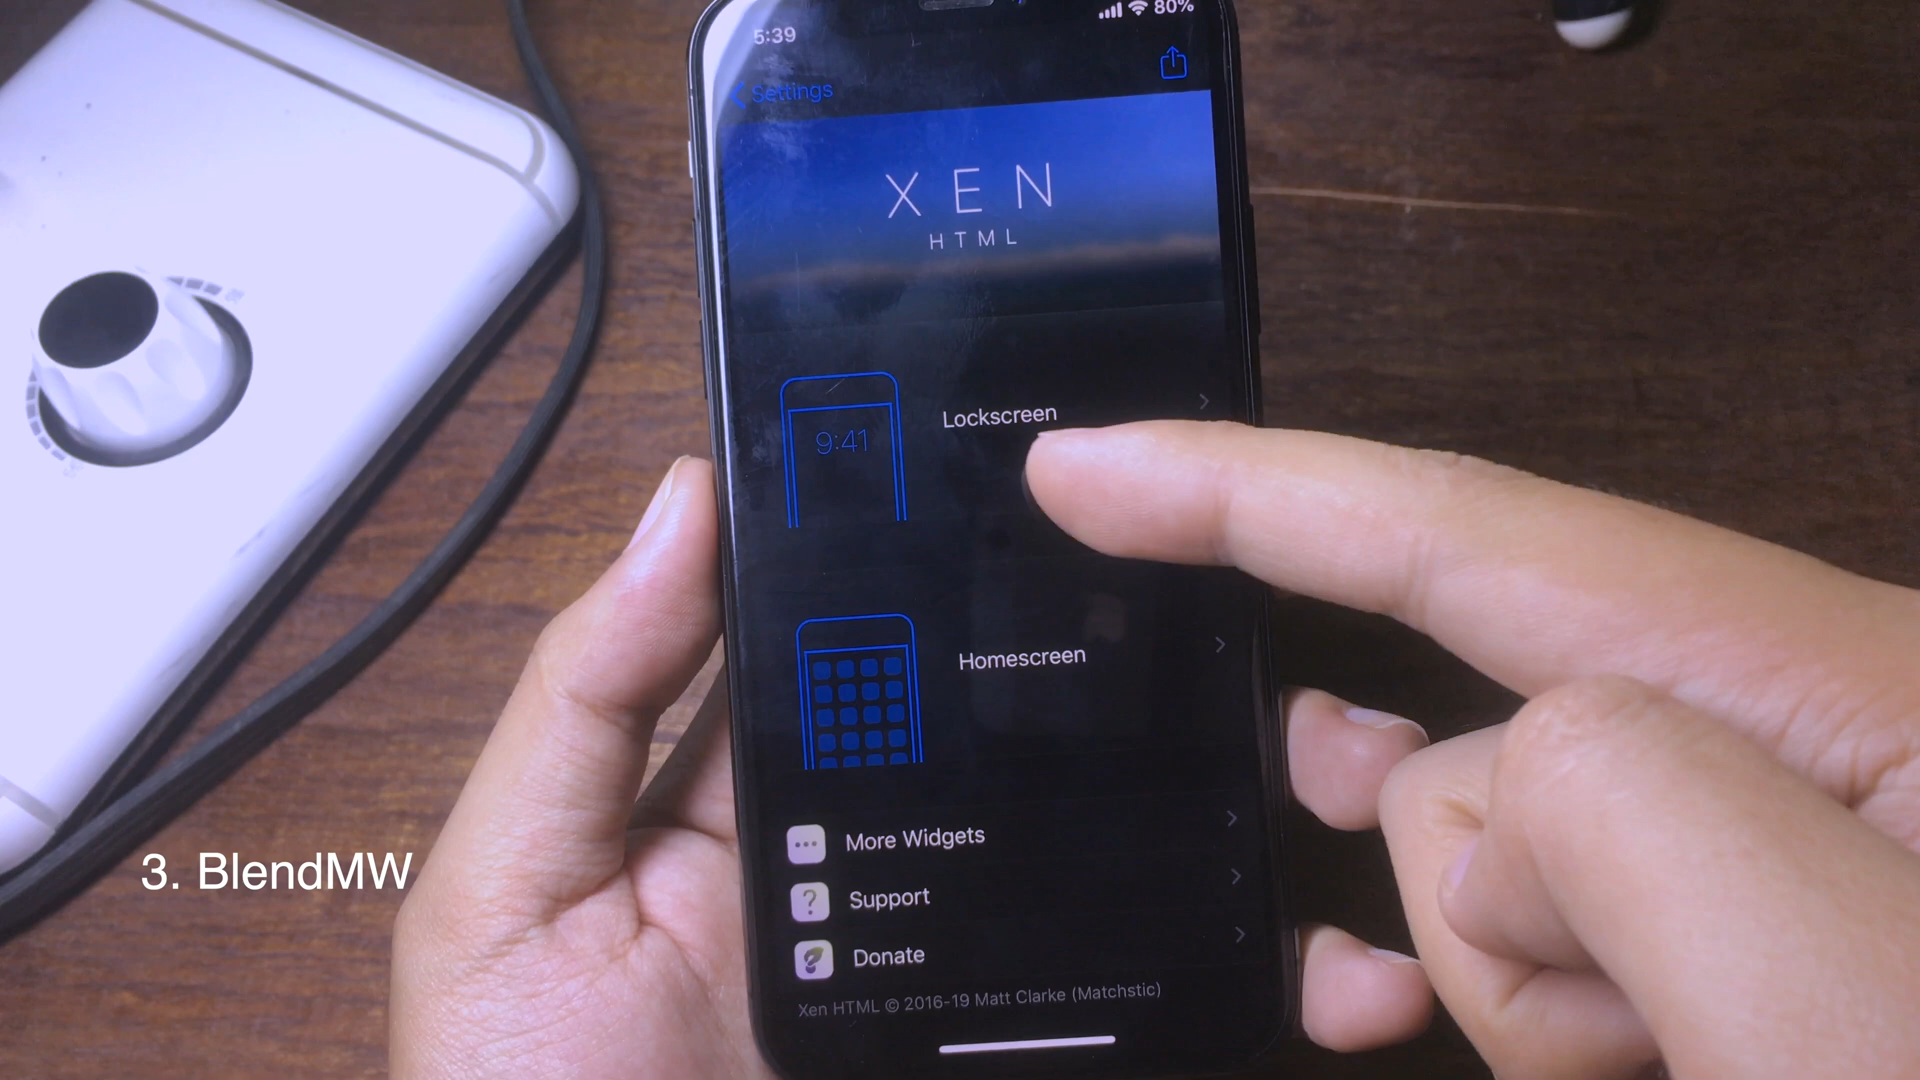 5:39
80%
Settings
XEN
HTML
9:41
Lockscreen
Homescreen
More Widgets
?
Support
Donate
Xen HTML © 2016-19 Matt Clarke (Matchstic)
3. BlendMW